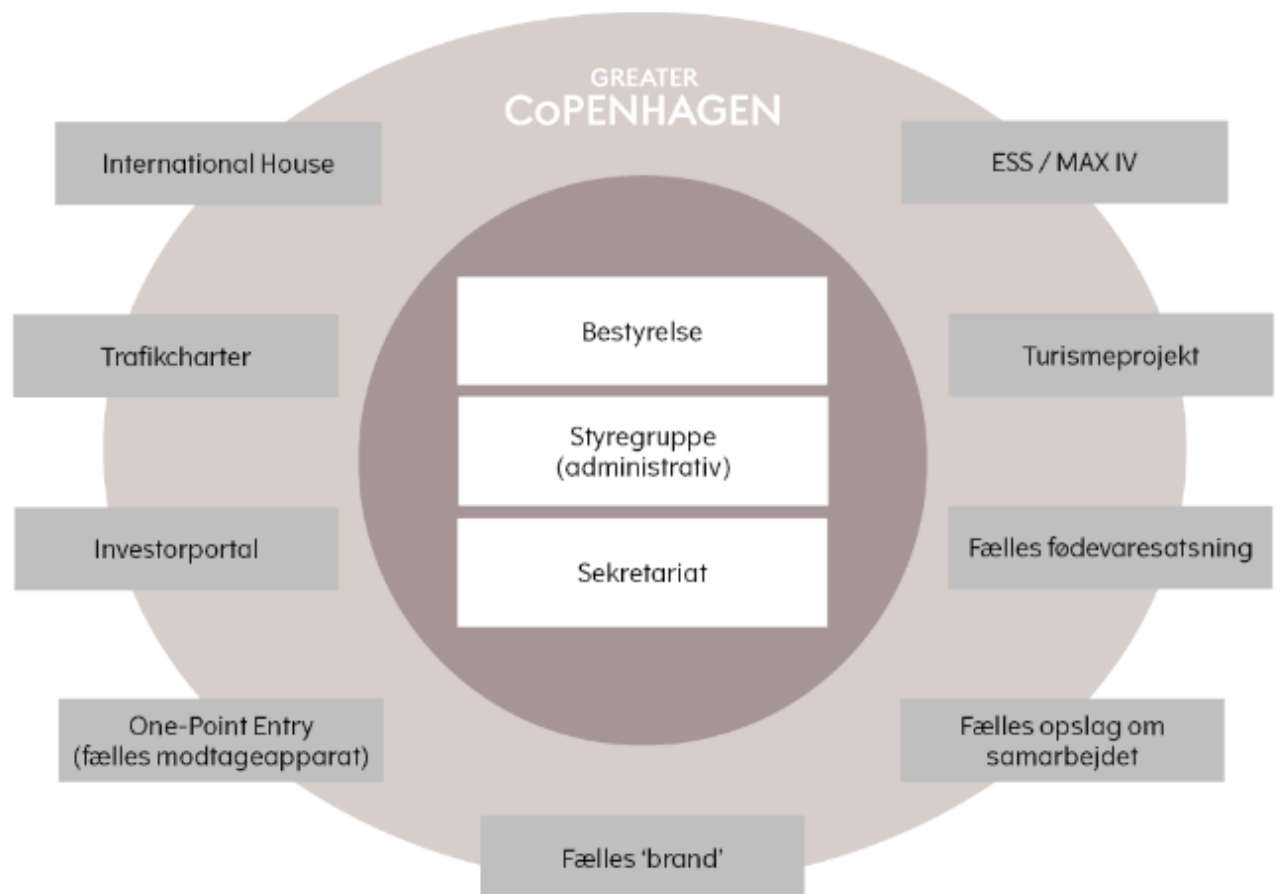 GREATER
CoPENHAGEN
International House
ESS / MAX IV
Bestyrelse
Trafikcharter
Turismeprojekt
Styregruppe
(administrativ)
Investorportal
Fælles fødevaresatsning
Sekretariat
One-Point Entry
(fælles modtageapparat)
Fælles opslag om
samarbejdet
Fælles ‘brand’